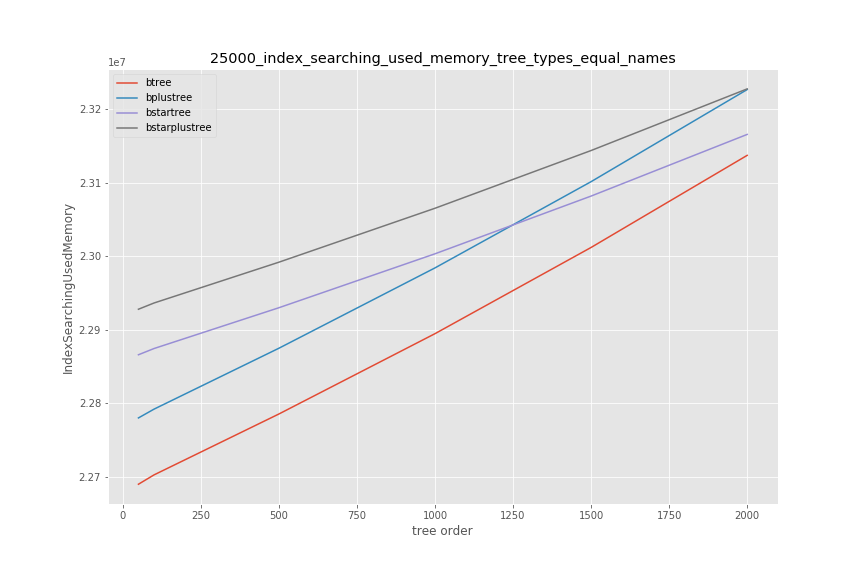 25000_index_searching_used_memory_tree_types_equal_names
1e7
btree
bplustree
bstartree
bstarplustree
2.32
2.31
2.30
2.29
2.28
2.27
IndexSearchingUsedMemory
0 250 500 750 1000 1250 1500 1750 2000
tree order